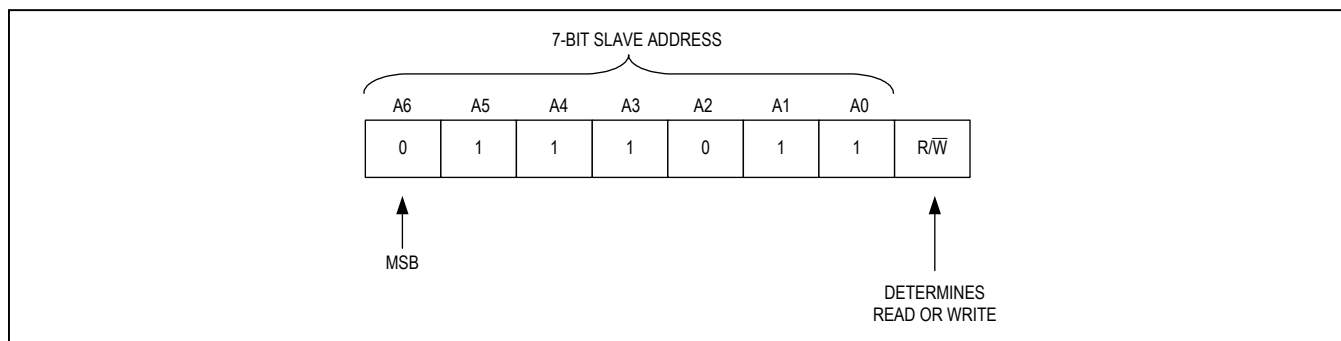 7-BIT SLAVE ADDRESS
A6 A5 A4 A3 A2 A1 A0
0 1 1 1 0 1 1 R/W̅
MSB
DETERMINES
READ OR WRITE